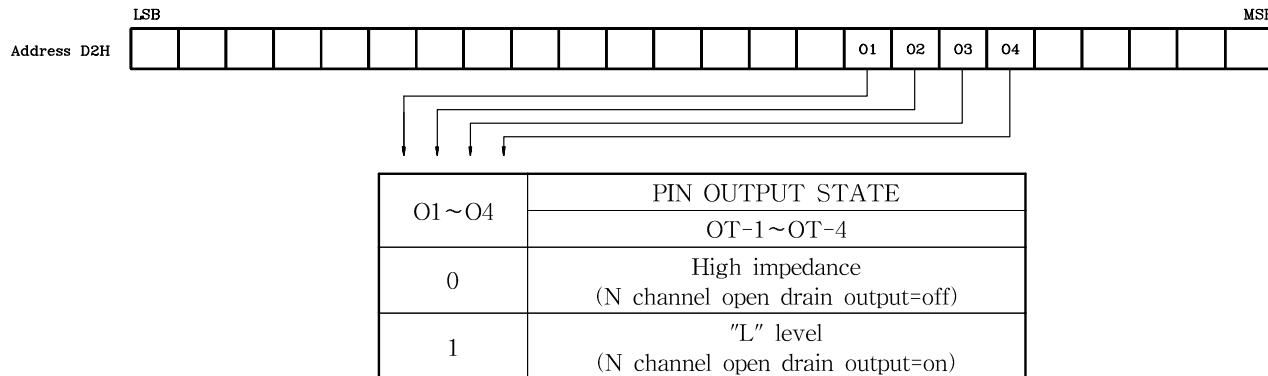 LSB
MSB
Address D2H
O1 O2 O3 O4
O1~O4
PIN OUTPUT STATE
OT-1~OT-4
0
High impedance
(N channel open drain output=off)
1
"L" level
(N channel open drain output=on)